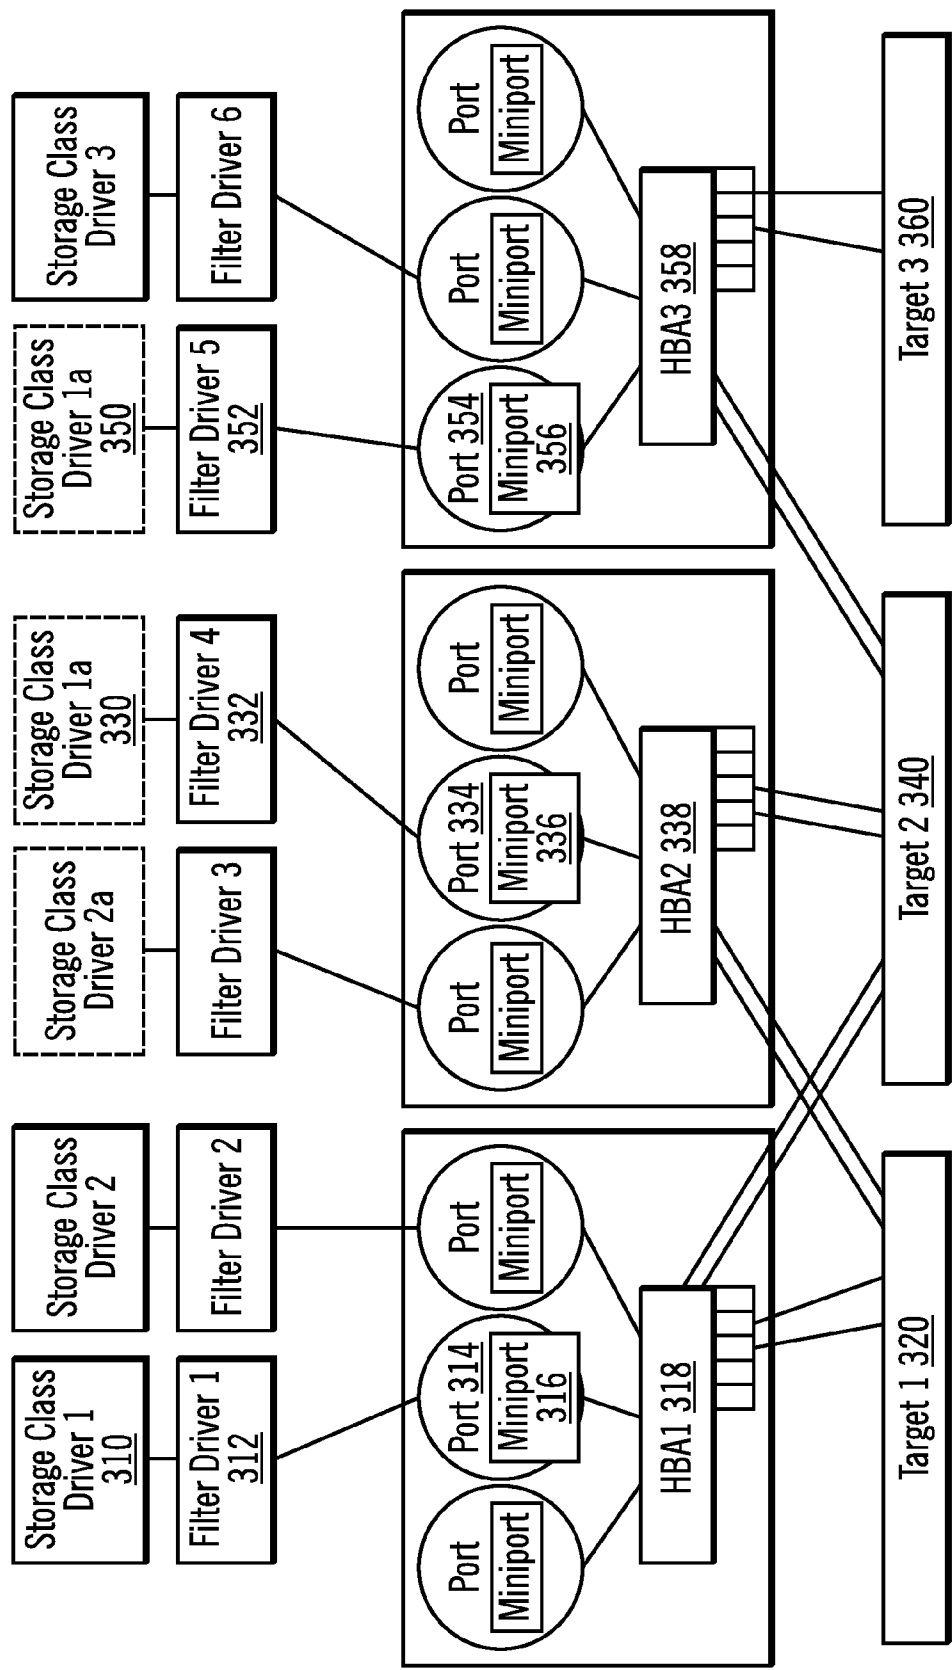 Storage Class
Driver 1
310
Storage Class
Driver 2
Storage Class
Driver 2a
Storage Class
Driver 1a
330
Storage Class
Driver 1a
350
Storage Class
Driver 3
Filter Driver 1
312
Filter Driver 2
Filter Driver 3
Filter Driver 4
332
Filter Driver 5
352
Filter Driver 6
Port
Miniport
Port 314
Miniport
316
Port
Miniport
Port
Miniport
Port 334
Miniport
336
Port
Miniport
Port 354
Miniport
356
Port
Miniport
Port
Miniport
HBA1 318
HBA2 338
HBA3 358
Target 1 320
Target 2 340
Target 3 360